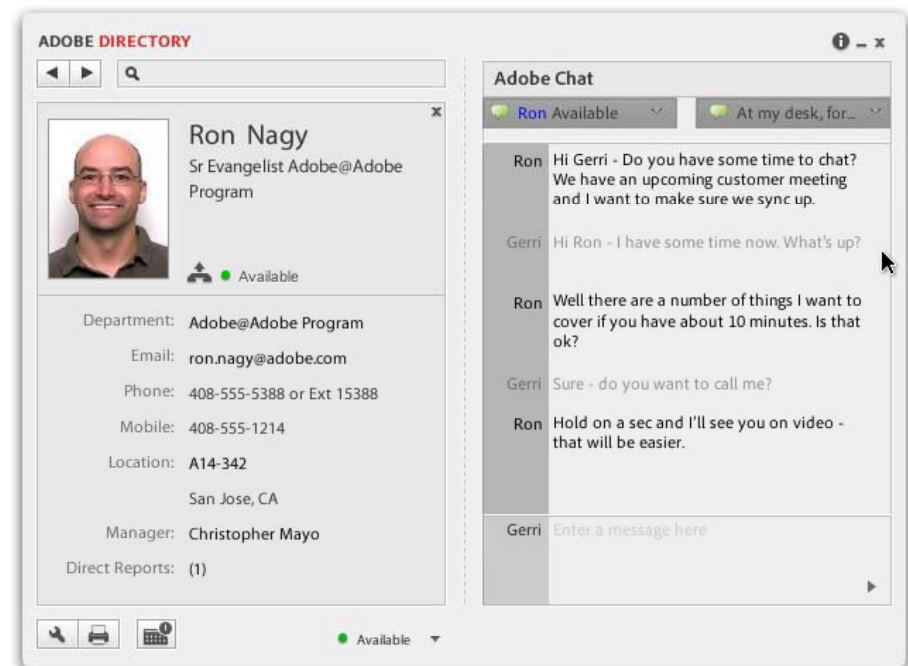 ADOBE DIRECTORY
Ron Nagy
Sr Evangelist Adobe@Adobe
Program
Available
Department: Adobe@Adobe Program
Email: ron.nagy@adobe.com
Phone: 408-555-5388 or Ext 15388
Mobile: 408-555-1214
Location: A14-342
San Jose, CA
Manager: Christopher Mayo
Direct Reports: (1)
Available
Adobe Chat
Ron Available
At my desk, for...
Ron Hi Gerri - Do you have some time to chat?
We have an upcoming customer meeting
and I want to make sure we sync up.
Gerri Hi Ron - I have some time now. What's up?
Ron Well there are a number of things I want to
cover if you have about 10 minutes. Is that
ok?
Gerri Sure - do you want to call me?
Ron Hold on a sec and I'll see you on video -
that will be easier.
Gerri Enter a message here